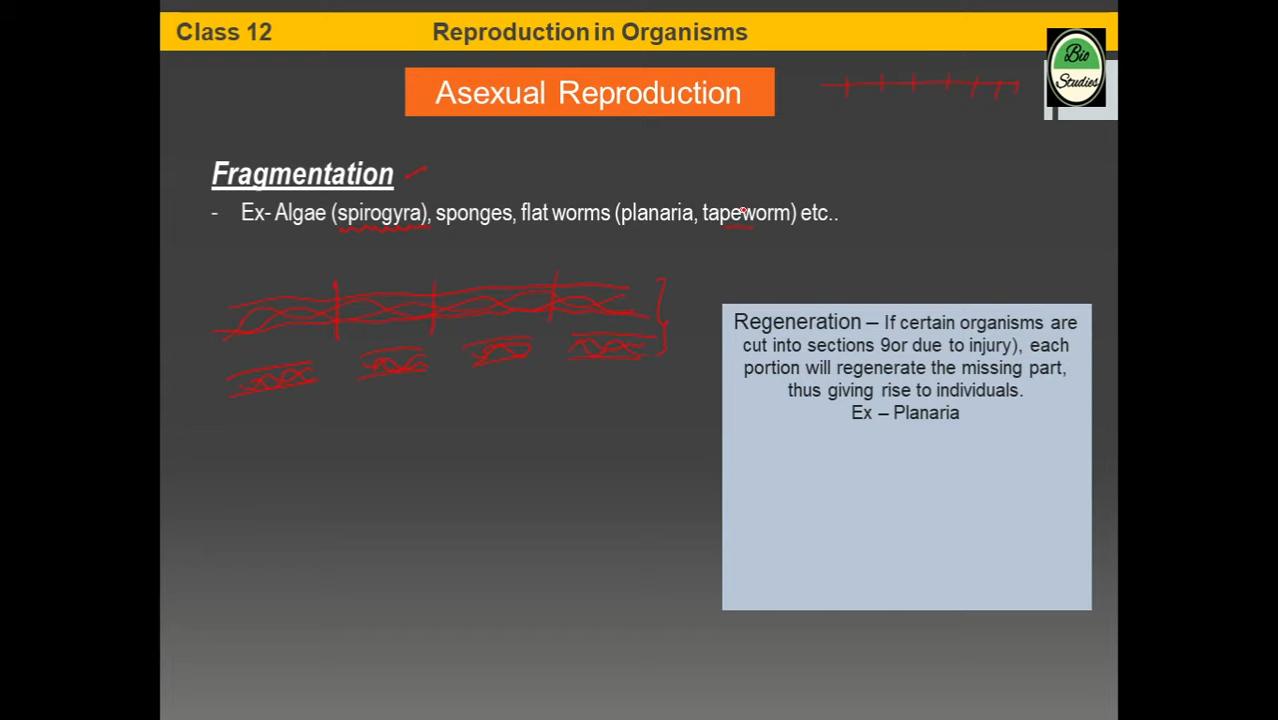 Class 12 Reproduction in Organisms
Bio
Studies
Asexual Reproduction
Fragmentation
- Ex- Algae (spirogyra), sponges, flat worms (planaria, tapeworm) etc..
Regeneration – If certain organisms are
cut into sections 9or due to injury), each
portion will regenerate the missing part,
thus giving rise to individuals.
Ex – Planaria